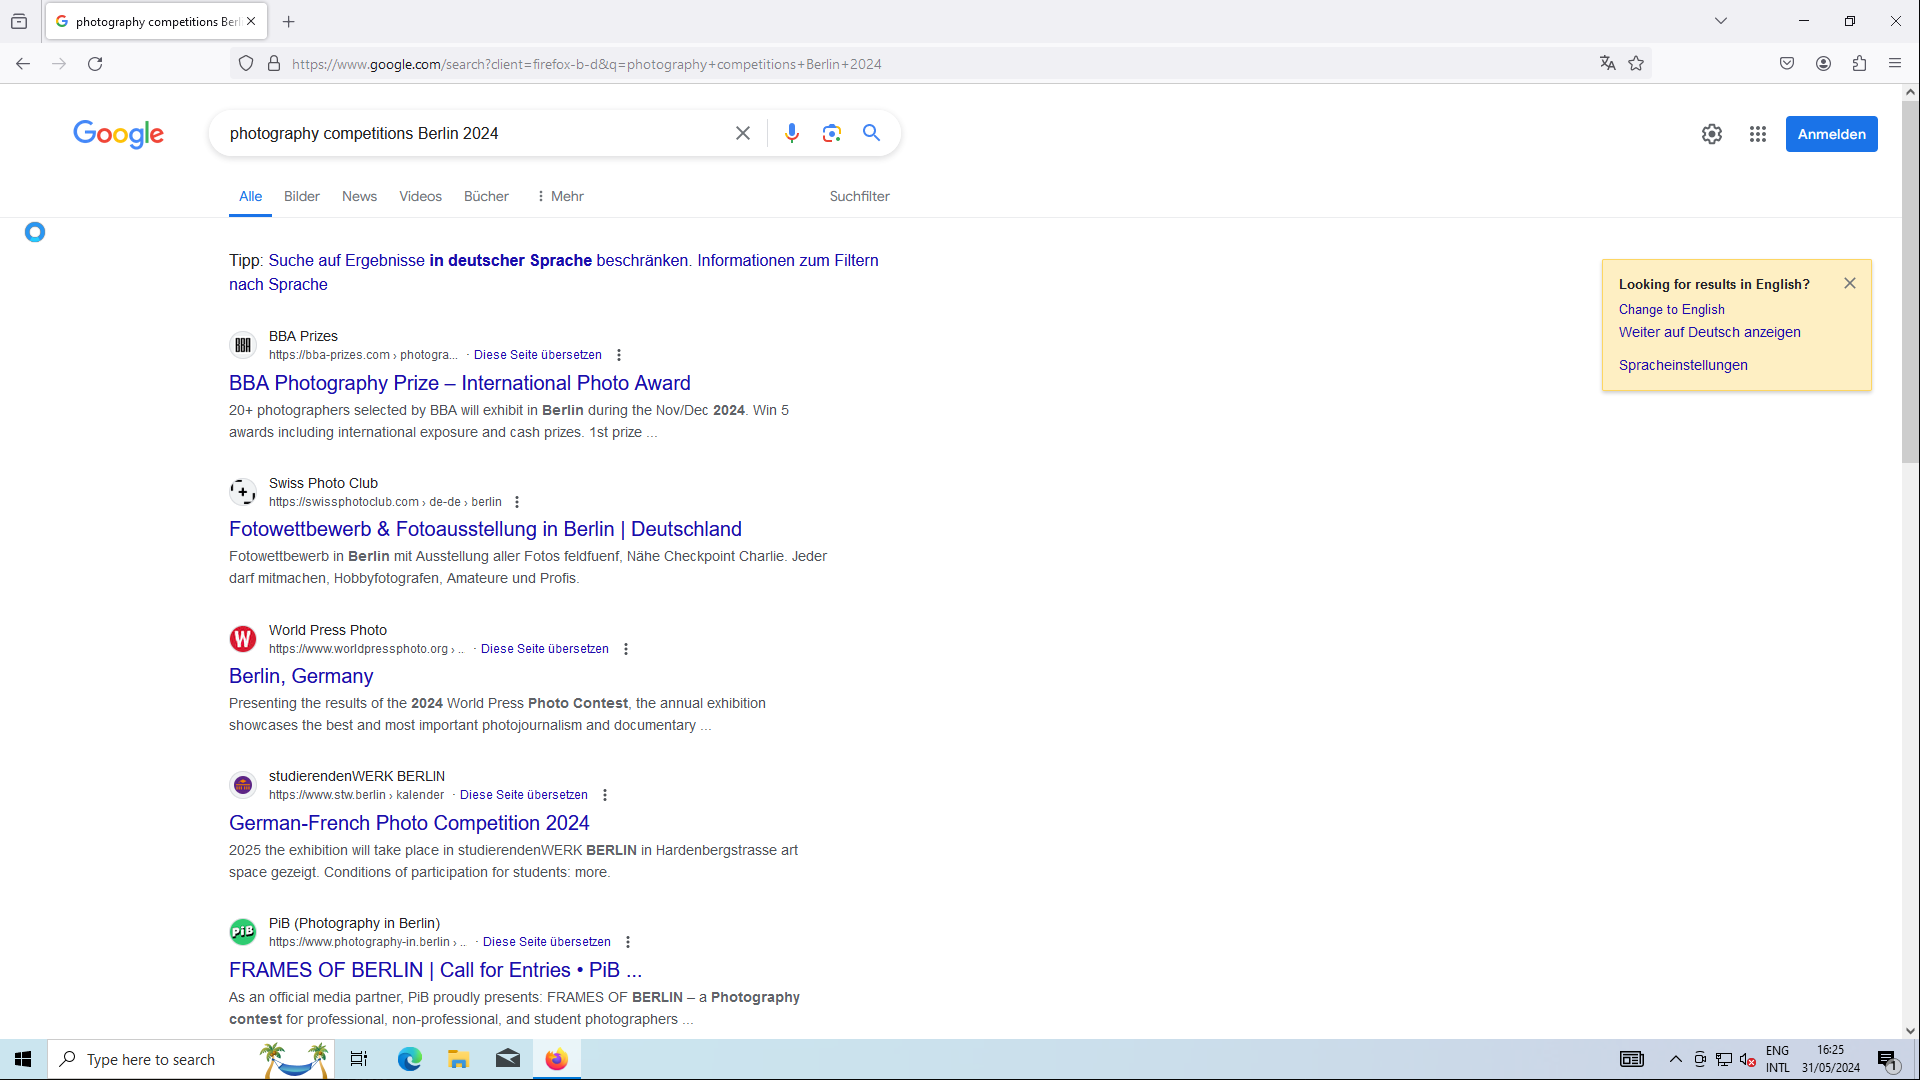 photography competitions Berl
https://www.google.com/search?client=firefox-b-d&q=photography+competitions+Berlin+2024
Google
photography competitions Berlin 2024
Anmelden
Alle
Bilder
News
Videos
Bücher
Mehr
Suchfilter
Tipp: Suche auf Ergebnisse in deutscher Sprache beschränken. Informationen zum Filtern
nach Sprache
Looking for results in English?
Change to English
Weiter auf Deutsch anzeigen
Spracheinstellungen
BBA
BBA Prizes
https://bba-prizes.com › photogra... · Diese Seite übersetzen
BBA Photography Prize – International Photo Award
20+ photographers selected by BBA will exhibit in Berlin during the Nov/Dec 2024. Win 5
awards including international exposure and cash prizes. 1st prize ...
Swiss Photo Club
https://swissphotoclub.com › de-de › berlin
Fotowettbewerb & Fotoausstellung in Berlin | Deutschland
Fotowettbewerb in Berlin mit Ausstellung aller Fotos feldfuenf, Nähe Checkpoint Charlie. Jeder
darf mitmachen, Hobbyfotografen, Amateure und Profis.
W
World Press Photo
https://www.worldpressphoto.org › .. · Diese Seite übersetzen
Berlin, Germany
Presenting the results of the 2024 World Press Photo Contest, the annual exhibition
showcases the best and most important photojournalism and documentary ...
studierendenWERK BERLIN
https://www.stw.berlin › kalender · Diese Seite übersetzen
German-French Photo Competition 2024
2025 the exhibition will take place in studierendenWERK BERLIN in Hardenbergstrasse art
space gezeigt. Conditions of participation for students: more.
PiB
PiB (Photography in Berlin)
https://www.photography-in.berlin › .. · Diese Seite übersetzen
FRAMES OF BERLIN | Call for Entries • PiB ...
As an official media partner, PiB proudly presents: FRAMES OF BERLIN – a Photography
contest for professional, non-professional, and student photographers ...
Type here to search
ENG
INTL
16:25
31/05/2024
1